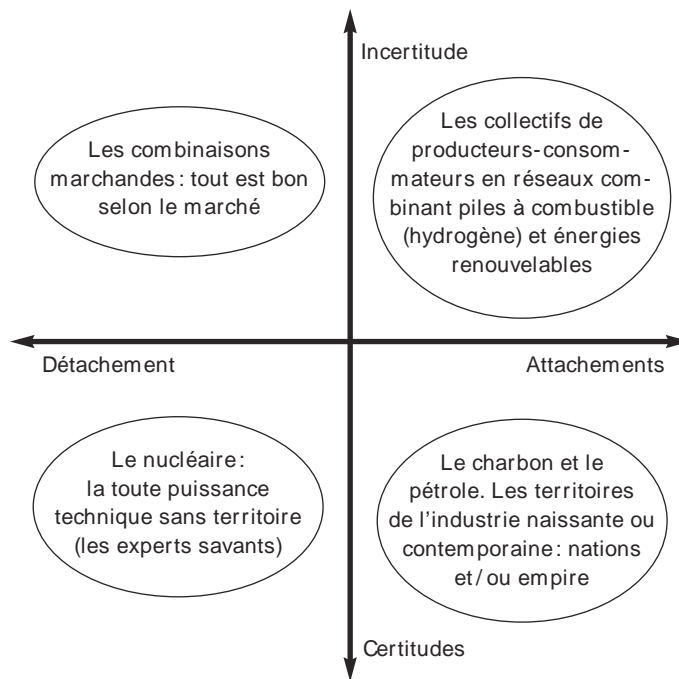 Incertitude
Les combinaisons
marchandes : tout est bon
selon le marché
Les collectifs de
producteurs-consom-
mateurs en réseaux com-
binant piles à combustible
(hydrogène) et énergies
renouvelables
Détachement
Attachements
Le nucléaire :
la toute puissance
technique sans territoire
(les experts savants)
Le charbon et le
pétrole. Les territoires
de l'industrie naissante ou
contemporaine : nations
et/ou empire
Certitudes